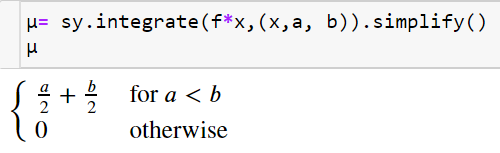 μ= sy.integrate(f*x,(x,a, b)).simplify()
μ
{ a/2 + b/2 for a < b
0 otherwise